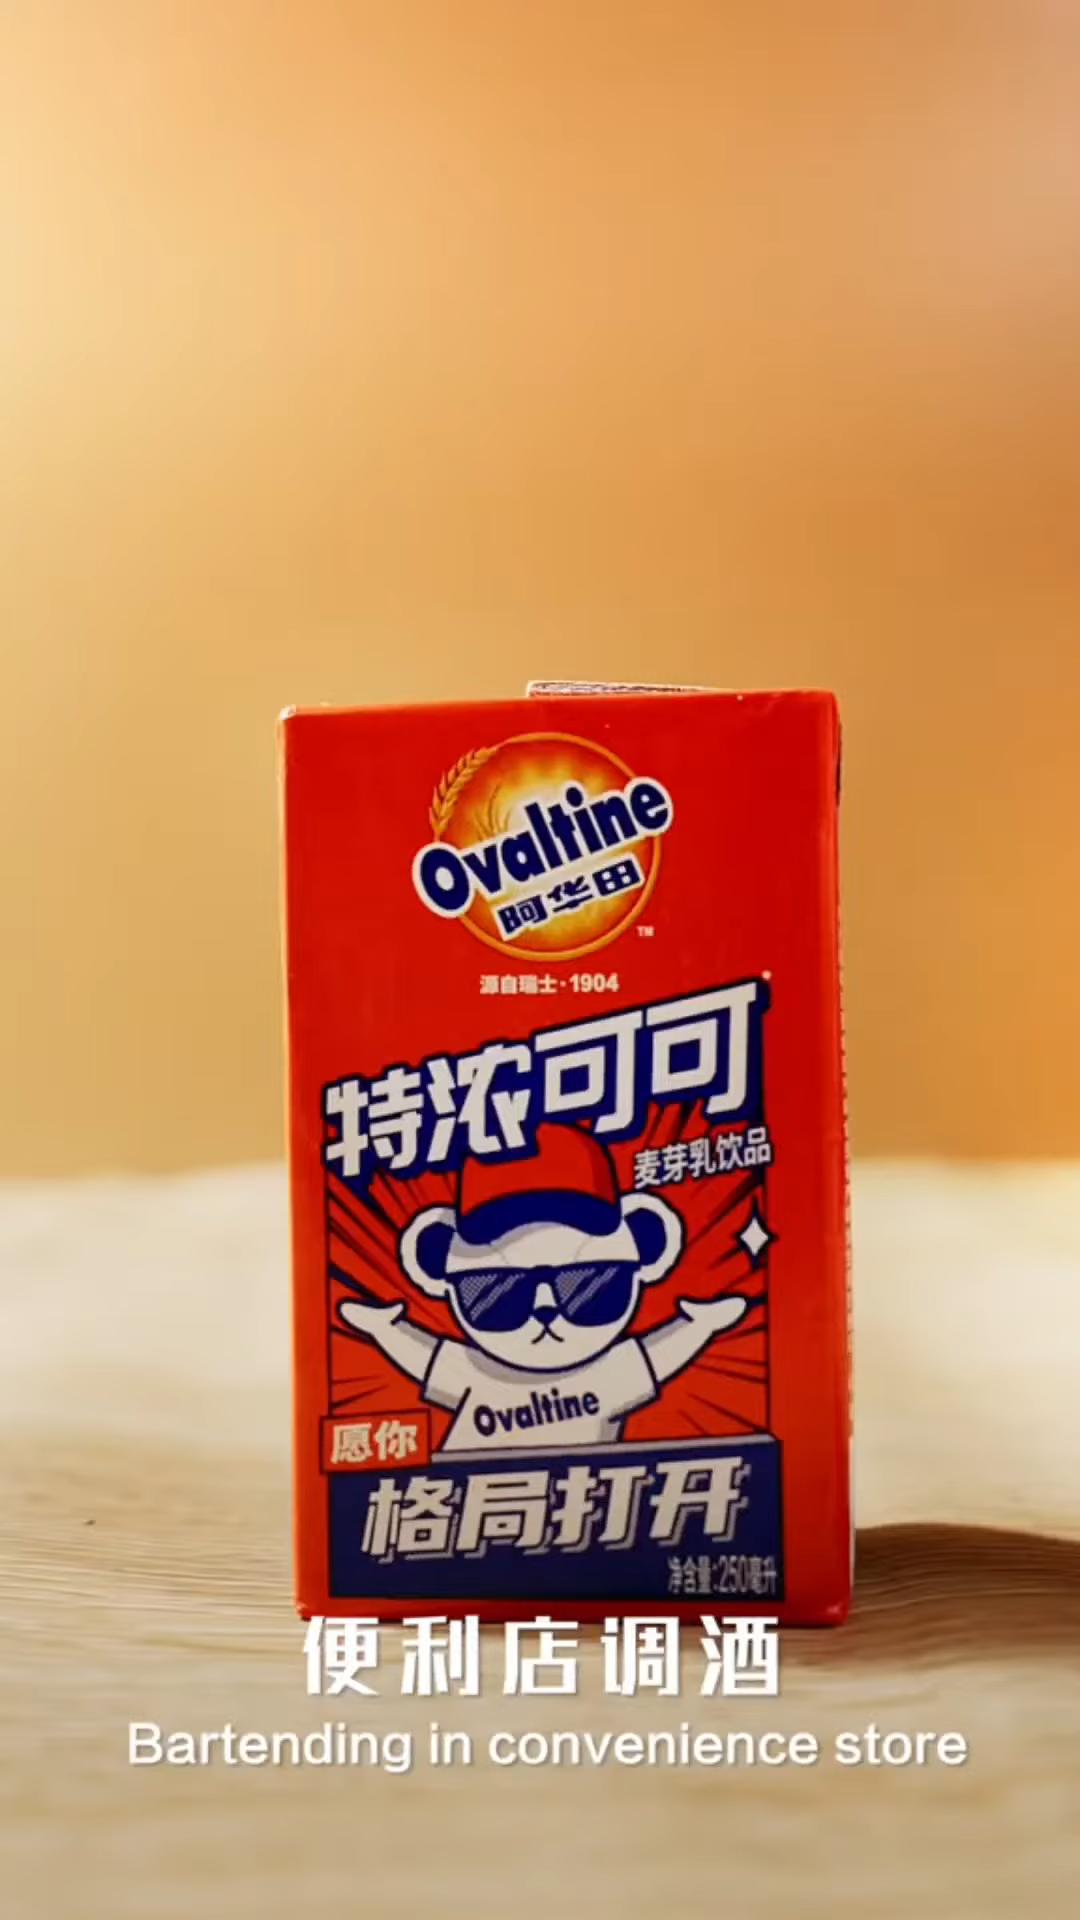 Ovaltine
阿华田
TM
源自瑞士·1904
特浓可可
麦芽乳饮品
Ovaltine
愿你
格局打开
净含量:250毫升
便利店调酒
Bartending in convenience store